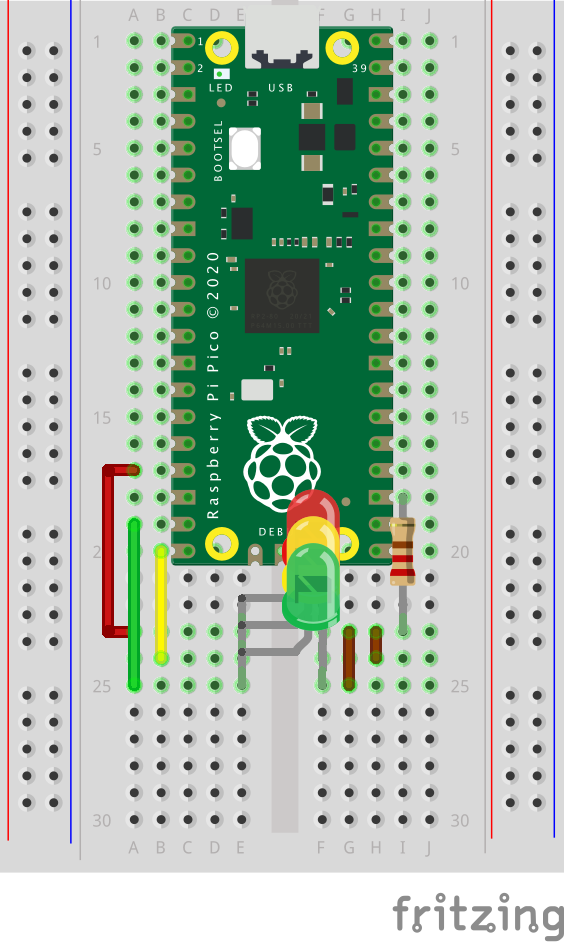 A B C D E F G H I J
1 1 1
2 39
LED USB
BOOTSEL
5 5
10 10
Raspberry Pi Pico ©2020
15 15
DEB
2 20
25 25
30 30
A B C D E F G H I J
fritzing